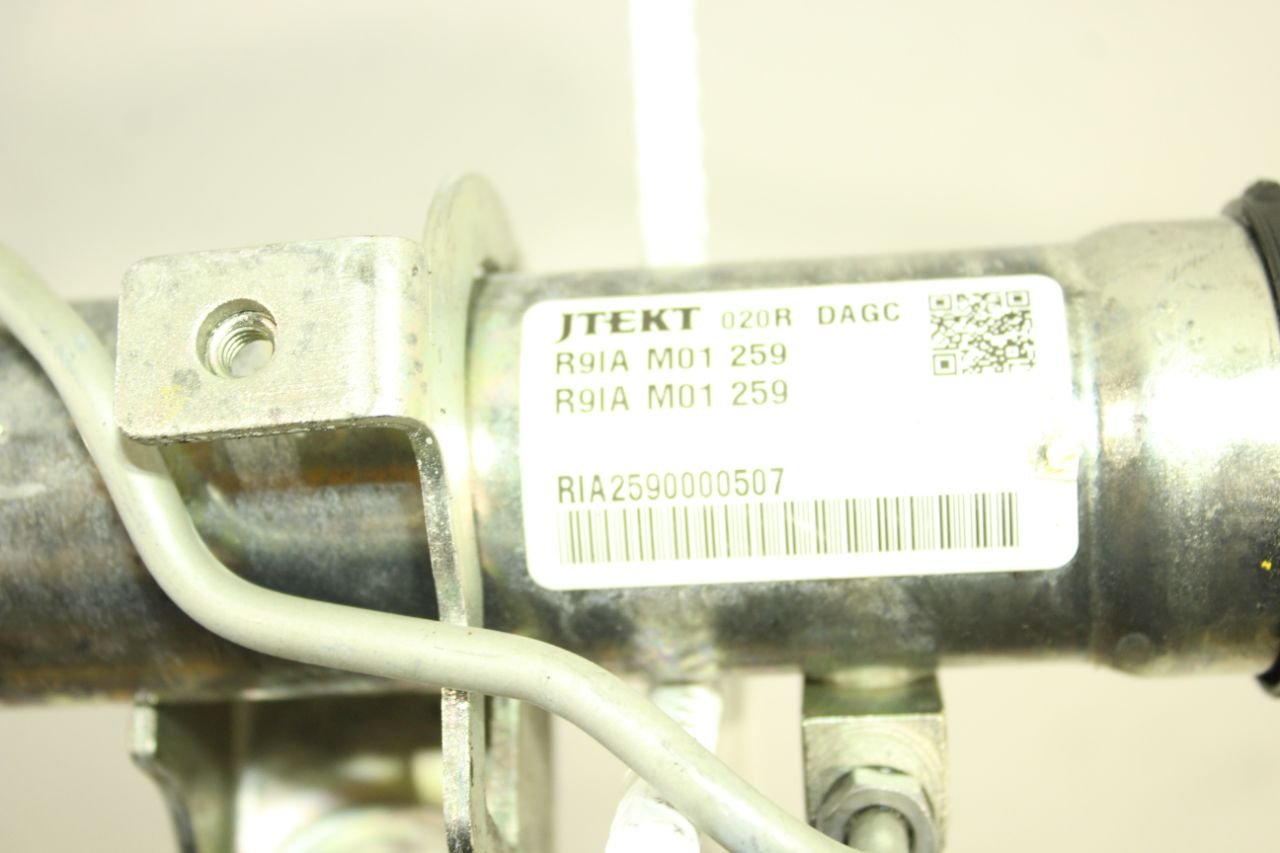 JTEKT 020R DAGC
R9IA M01 259
R9IA M01 259
RIA2590000507